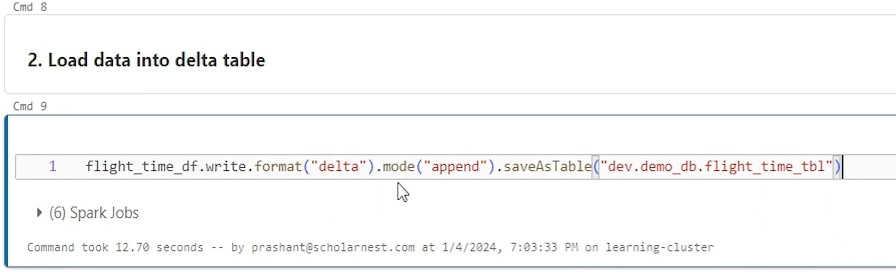 Cmd 8
2. Load data into delta table
Cmd 9
1 flight_time_df.write.format("delta").mode("append").saveAsTable("dev.demo_db.flight_time_tbl")
(6) Spark Jobs
Command took 12.70 seconds -- by prashant@scholarnest.com at 1/4/2024, 7:03:33 PM on learning-cluster